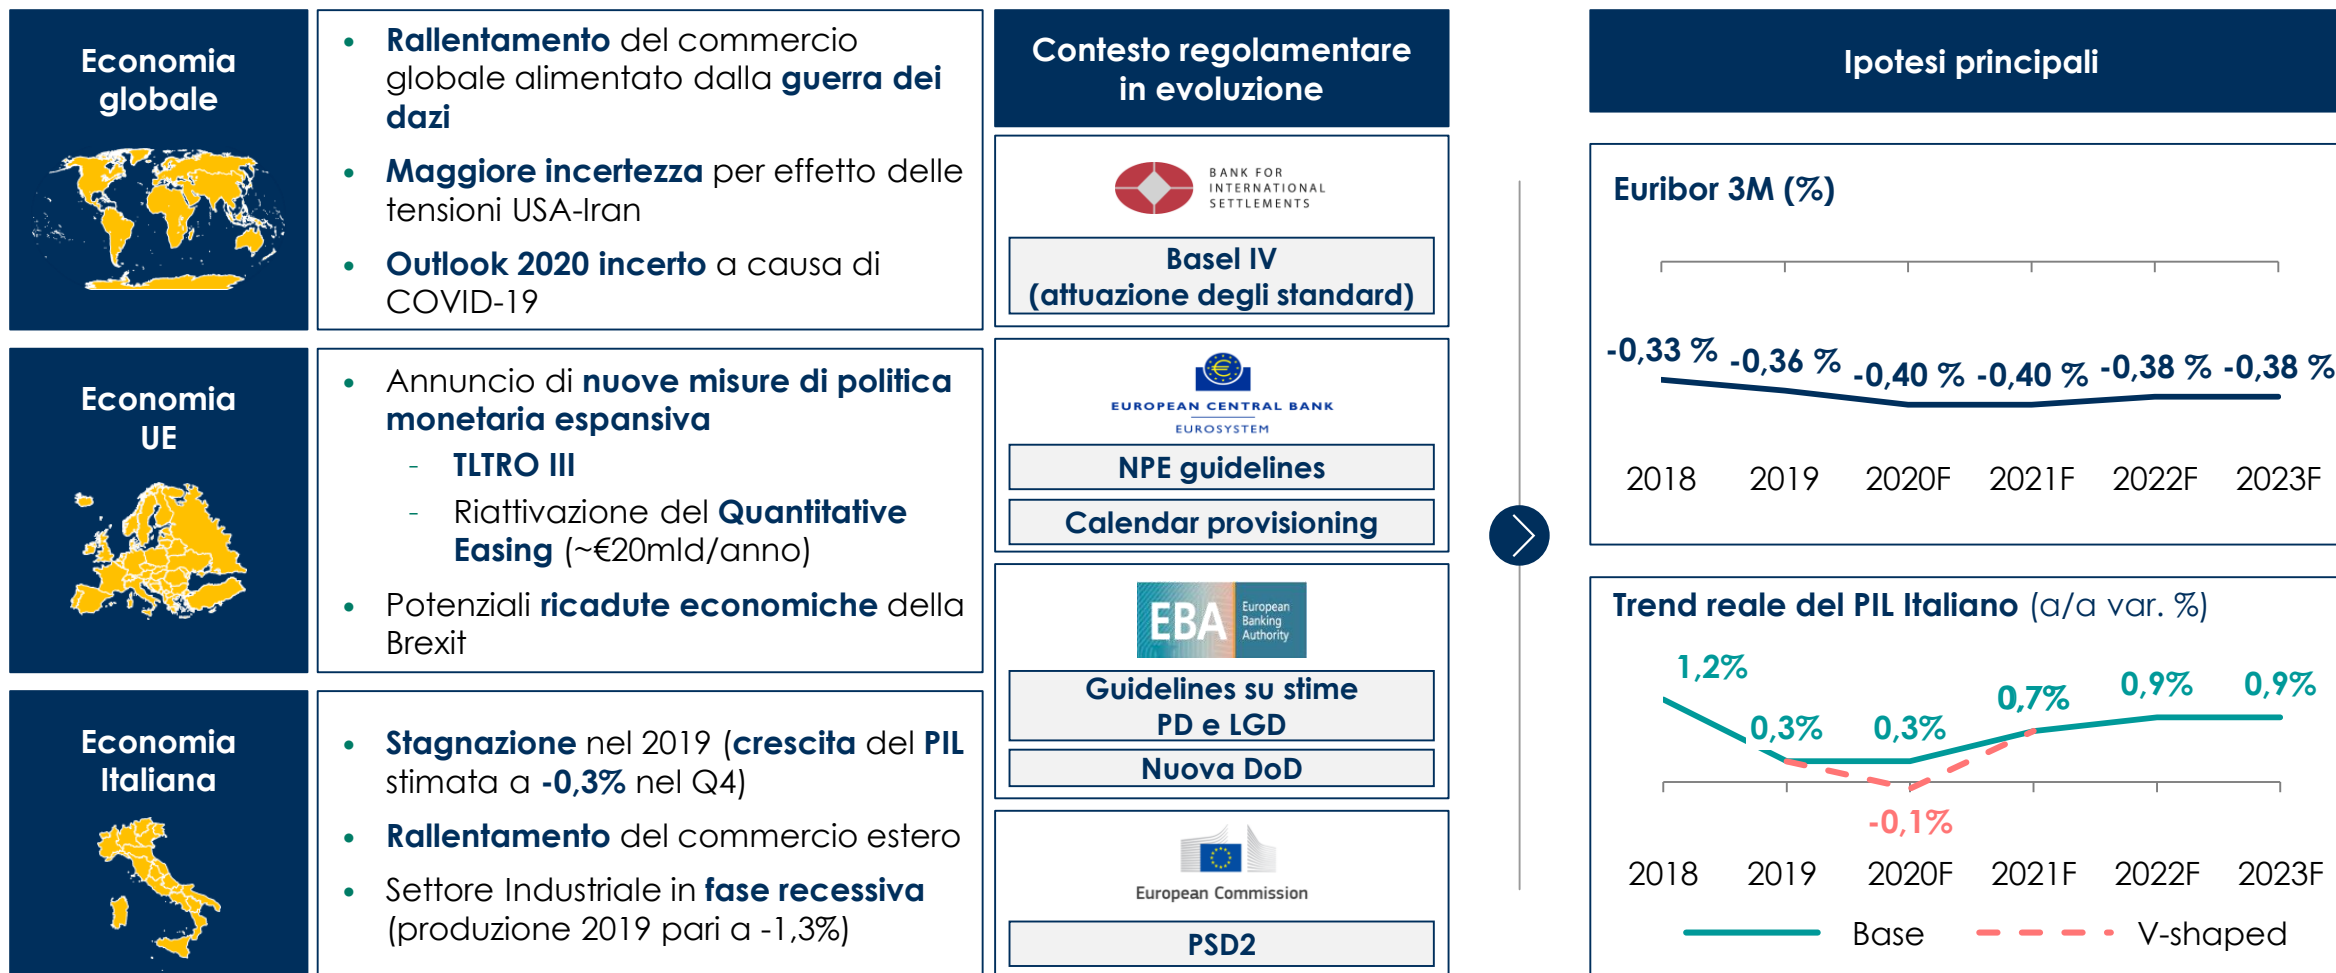 Economia
globale
• Rallentamento del commercio
globale alimentato dalla guerra dei
dazi
• Maggiore incertezza per effetto delle
tensioni USA-Iran
• Outlook 2020 incerto a causa di
COVID-19
Economia
UE
• Annuncio di nuove misure di politica
monetaria espansiva
- TLTRO III
- Riattivazione del Quantitative
Easing (~€20mld/anno)
• Potenziali ricadute economiche della
Brexit
Economia
Italiana
• Stagnazione nel 2019 (crescita del PIL
stimata a -0,3% nel Q4)
• Rallentamento del commercio estero
• Settore Industriale in fase recessiva
(produzione 2019 pari a -1,3%)
Contesto regolamentare
in evoluzione
BANK FOR
INTERNATIONAL
SETTLEMENTS
Basel IV
(attuazione degli standard)
EUROPEAN CENTRAL BANK
EUROSYSTEM
NPE guidelines
Calendar provisioning
EBA
European
Banking
Authority
Guidelines su stime
PD e LGD
Nuova DoD
European Commission
PSD2
Ipotesi principali
Euribor 3M (%)
-0,33 % -0,36 % -0,40 % -0,40 % -0,38 % -0,38 %
2018 2019 2020F 2021F 2022F 2023F
Trend reale del PIL Italiano (a/a var. %)
1,2% 0,3% 0,3% 0,7% 0,9% 0,9%
-0,1%
2018 2019 2020F 2021F 2022F 2023F
Base V-shaped